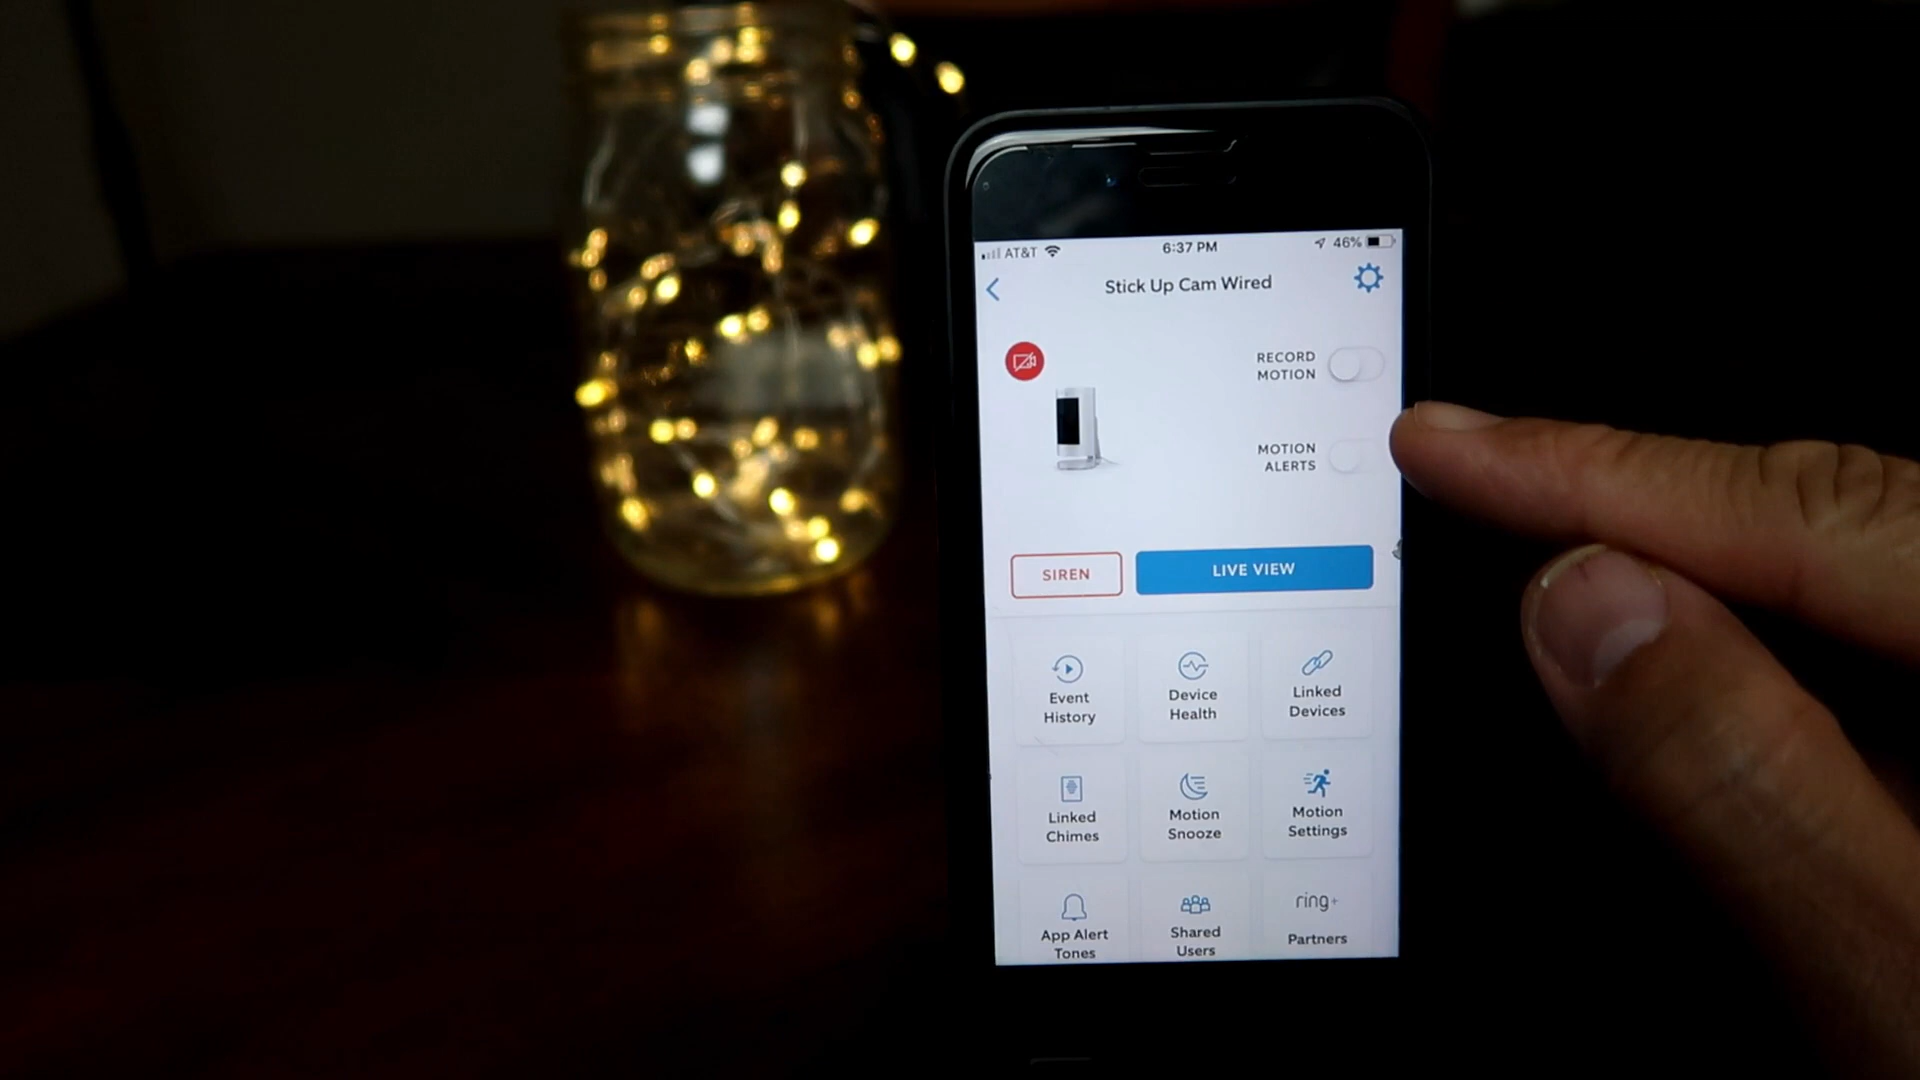 AT&T 6:37 PM 46%
Stick Up Cam Wired
RECORD
MOTION
MOTION
ALERTS
SIREN LIVE VIEW
Event
History
Device
Health
Linked
Devices
Linked
Chimes
Motion
Snooze
Motion
Settings
App Alert
Tones
Shared
Users
ring+
Partners